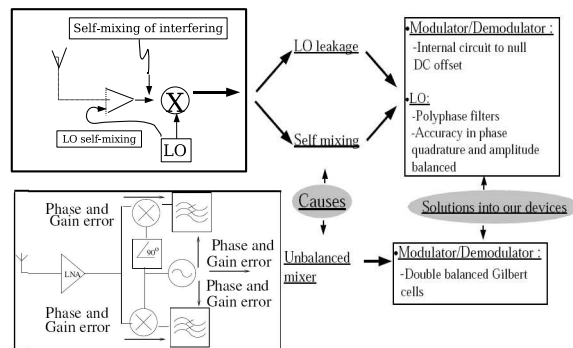 Self-mixing of interfering
X
LO self-mixing
LO
LO leakage
Self mixing
•Modulator/Demodulator :
-Internal circuit to null
DC offset
•LO:
-Polyphase filters
-Accuracy in phase
quadrature and amplitude
balanced
Causes
Solutions into our devices
Phase and
Gain error
90º
LNA
Phase and
Gain error
Phase and
Gain error
Phase and
Gain error
Unbalanced
mixer
•Modulator/Demodulator :
-Double balanced Gilbert
cells